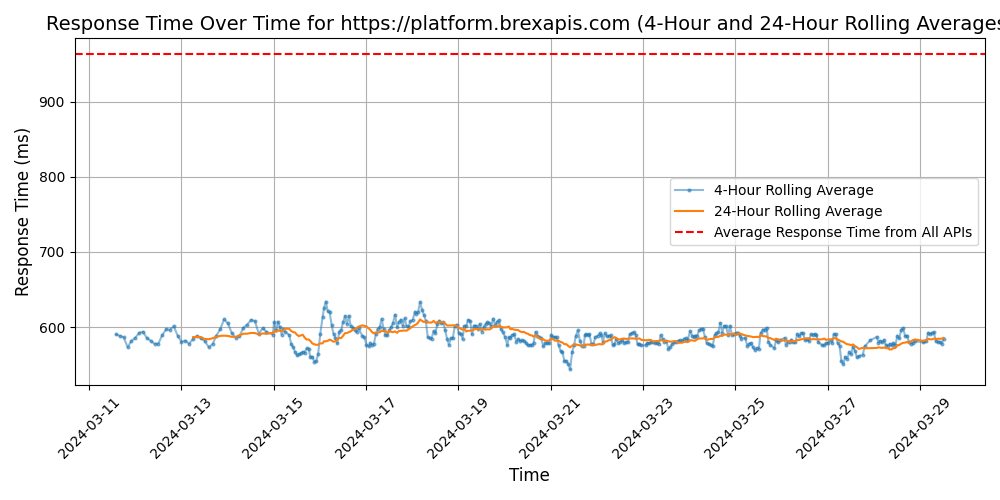 Response Time Over Time for https://platform.brexapis.com (4-Hour and 24-Hour Rolling Averages
Response Time (ms)
900
800
700
600
4-Hour Rolling Average
24-Hour Rolling Average
Average Response Time from All APIs
2024-03-11
2024-03-13
2024-03-15
2024-03-17
2024-03-19
2024-03-21
2024-03-23
2024-03-25
2024-03-27
2024-03-29
Time